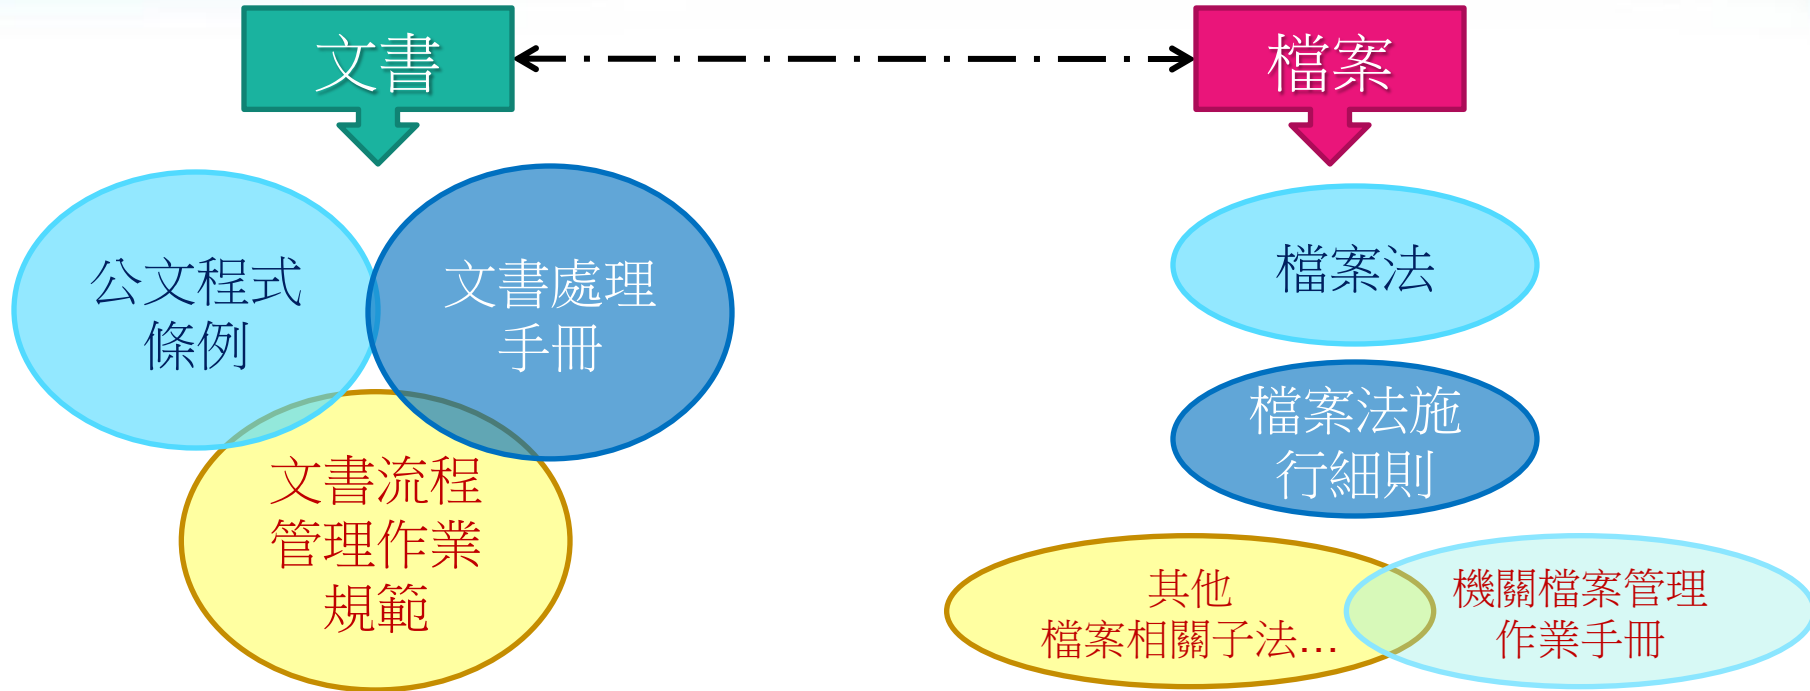 文書
檔案
公文程式
條例
文書處理
手冊
文書流程
管理作業
規範
檔案法
檔案法施
行細則
其他
檔案相關子法…
機關檔案管理
作業手冊